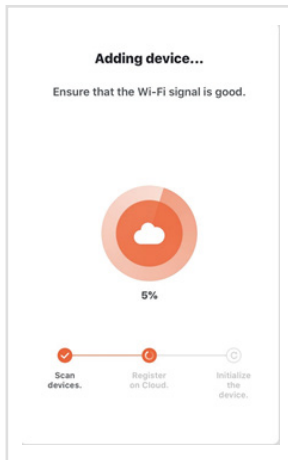 Adding device...
Ensure that the Wi-Fi signal is good.
5%
Scan
devices.
Register
on Cloud.
Initialize
the
device.